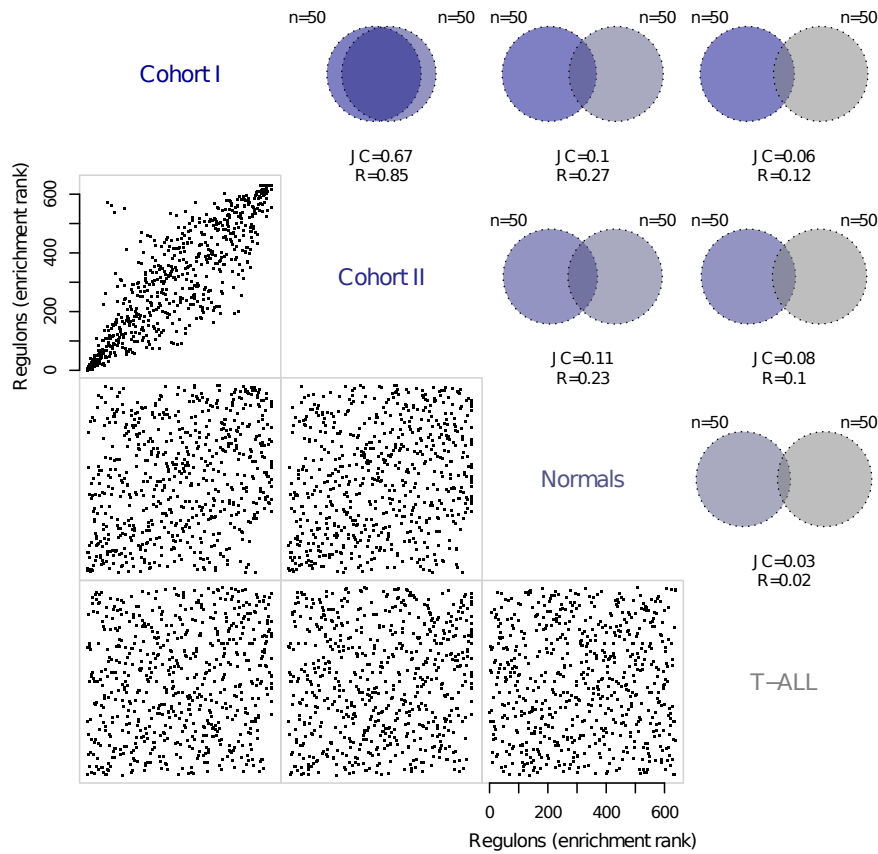 n=50 n=50 n=50 n=50 n=50 n=50
Cohort I
JC=0.67 JC=0.1 JC=0.06
R=0.85 R=0.27 R=0.12
Regulons (enrichment rank)
600
400
200
0
n=50 n=50 n=50 n=50
Cohort II
JC=0.11 JC=0.08
R=0.23 R=0.1
n=50 n=50
Normals
JC=0.03
R=0.02
T−ALL
0 200 400 600
Regulons (enrichment rank)